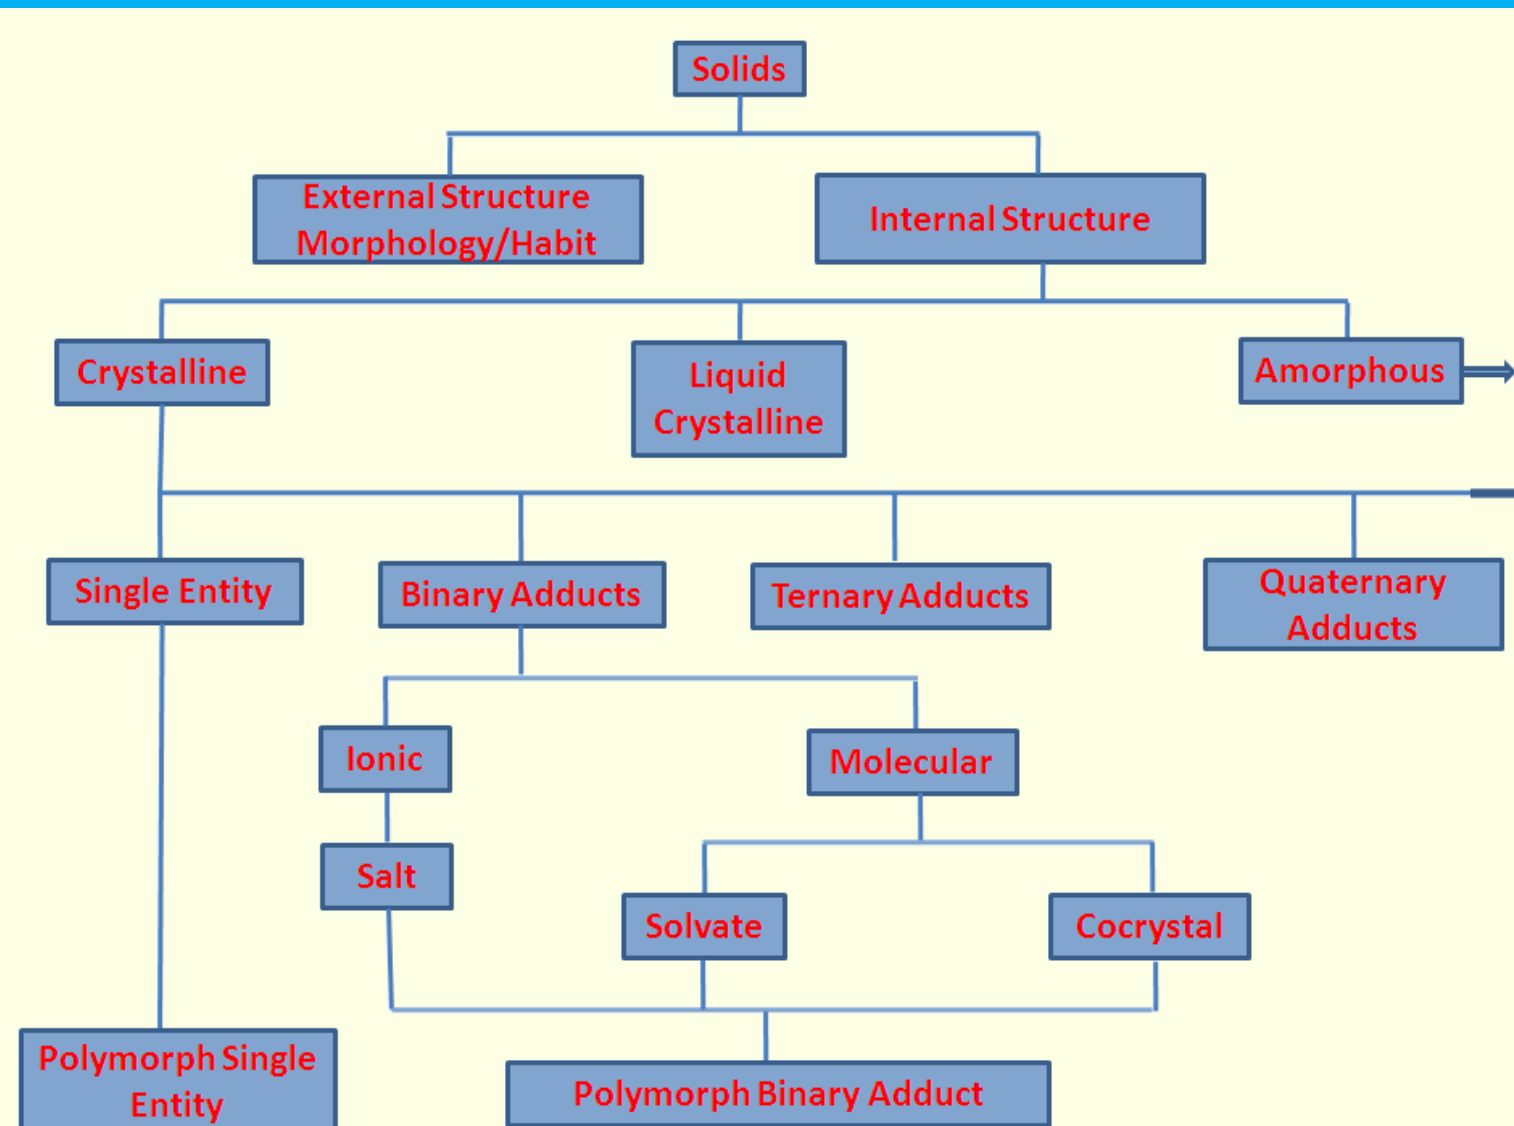 Solids
External Structure
Morphology/Habit
Internal Structure
Crystalline
Liquid
Crystalline
Amorphous
Single Entity
Binary Adducts
Ternary Adducts
Quaternary
Adducts
Ionic
Molecular
Salt
Solvate
Cocrystal
Polymorph Single
Entity
Polymorph Binary Adduct